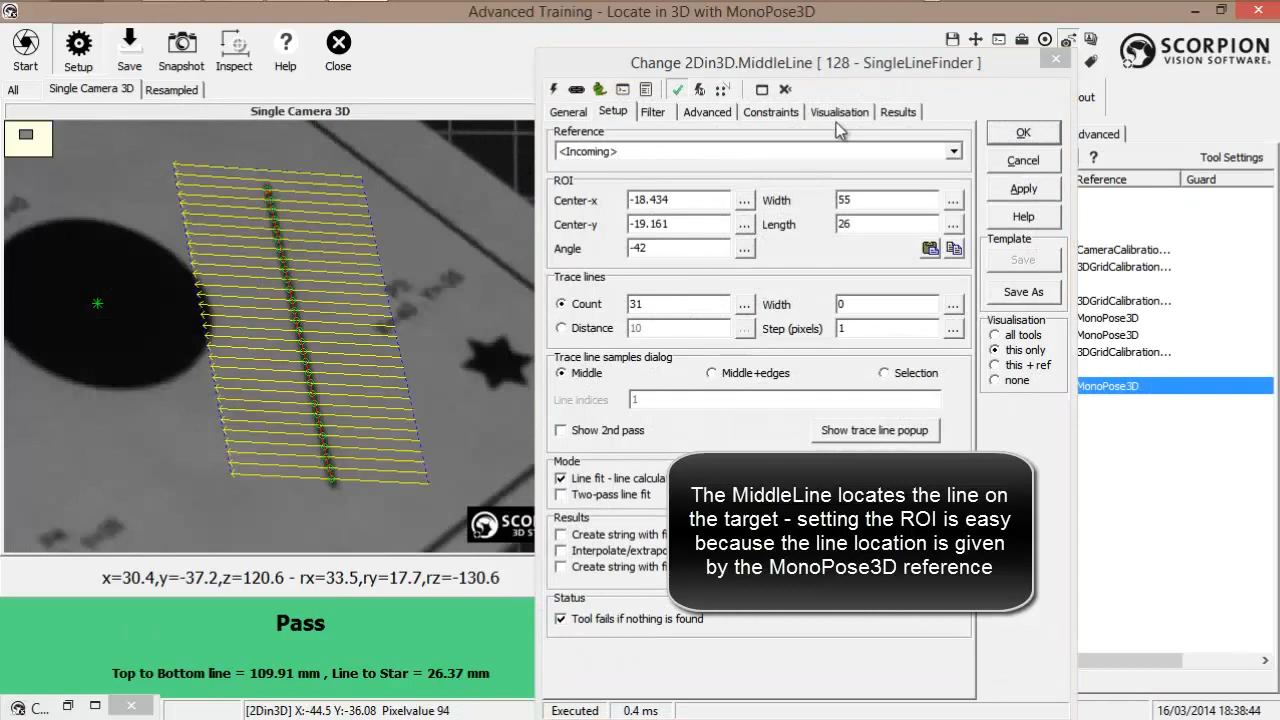 Advanced Training - Locate in 3D with MonoPose3D
Start
Setup
Save
Snapshot
Inspect
Help
Close
SCORPION
VISION SOFTWARE®
All
Single Camera 3D
Resampled
Single Camera 3D
SCO
3D S
x=30.4,y=-37.2,z=120.6 - rx=33.5,ry=17.7,rz=-130.6
Pass
Top to Bottom line = 109.91 mm , Line to Star = 26.37 mm
C...
[2Din3D] X:-44.5 Y:-36.08 Pixelvalue 94
Change 2Din3D.MiddleLine [ 128 - SingleLineFinder ]
General
Setup
Filter
Advanced
Constraints
Visualisation
Results
Reference
<Incoming>
ROI
Center-x
-18.434
...
Width
55
...
Center-y
-19.161
...
Length
26
...
Angle
-42
...
Trace lines
Count
31
...
Width
0
...
Distance
10
...
Step (pixels)
1
...
Trace line samples dialog
Middle
Middle+edges
Selection
Line indices
1
Show 2nd pass
Show trace line popup
Mode
Line fit - line calcula
Two-pass line fit
Results
Create string with fi
Interpolate/extrapo
Create string with fi
Status
Tool fails if nothing is found
The MiddleLine locates the line on
the target - setting the ROI is easy
because the line location is given
by the MonoPose3D reference
Executed
0.4 ms
OK
Cancel
Apply
Help
Template
Save
Save As
Visualisation
all tools
this only
this + ref
none
out
dvanced
?
Tool Settings
Reference
Guard
CameraCalibratio...
3DGridCalibration...
3DGridCalibration...
MonoPose3D
MonoPose3D
3DGridCalibration...
MonoPose3D
16/03/2014 18:38:44